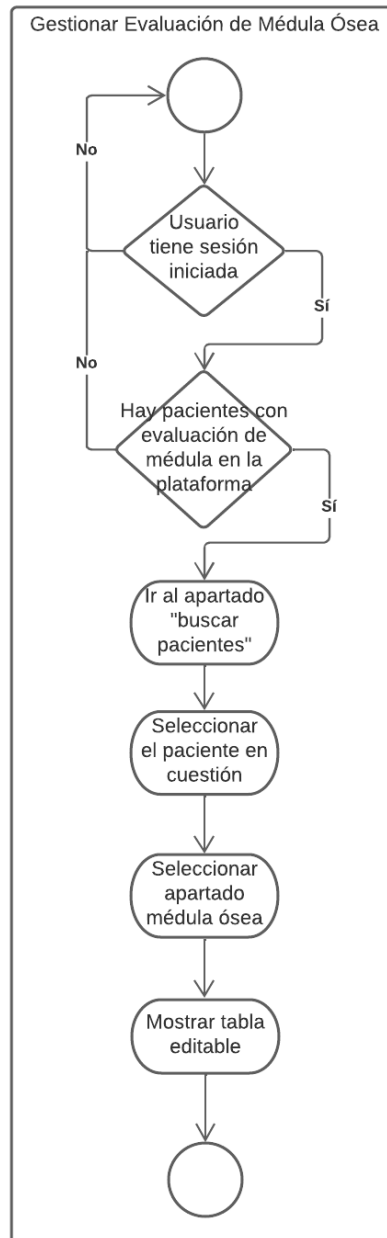 Gestionar Evaluación de Médula Ósea
No
Usuario
tiene sesión
iniciada
Sí
No
Hay pacientes con
evaluación de
médula en la
plataforma
Sí
Ir al apartado
"buscar
pacientes"
Seleccionar
el paciente en
cuestión
Seleccionar
apartado
médula ósea
Mostrar tabla
editable